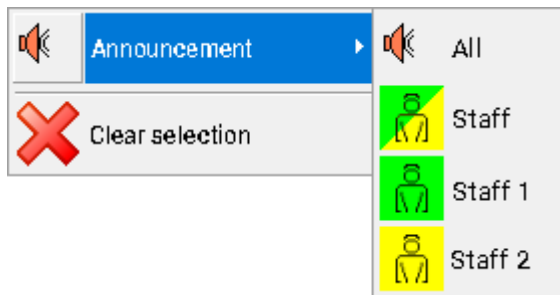 Announcement
Clear selection
All
Staff
Staff 1
Staff 2